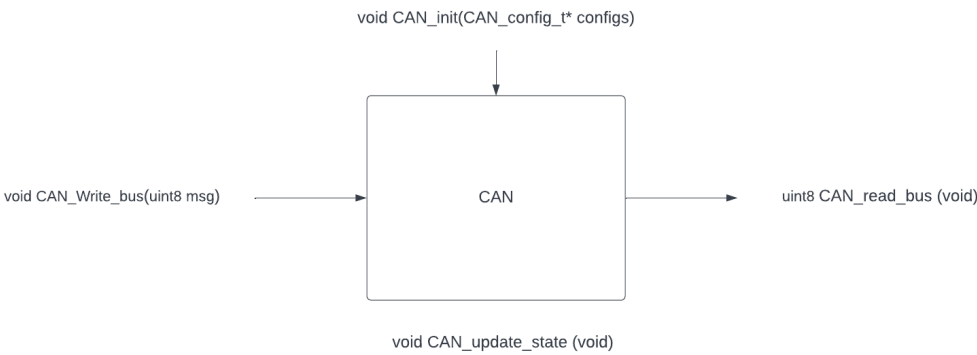 void CAN_init(CAN_config_t* configs)
void CAN_Write_bus(uint8 msg)
CAN
uint8 CAN_read_bus (void)
void CAN_update_state (void)